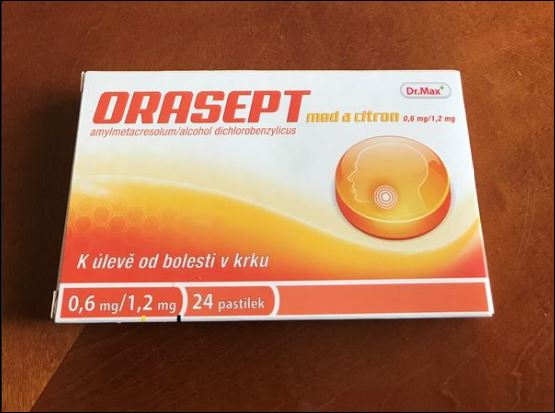 Dr.Max+
ORASEPT med a citron 0,6 mg/1,2 mg
amylmetacresolum/alcohol dichlorobenzylicus
K úlevě od bolesti v krku
0,6 mg/1,2 mg 24 pastilek